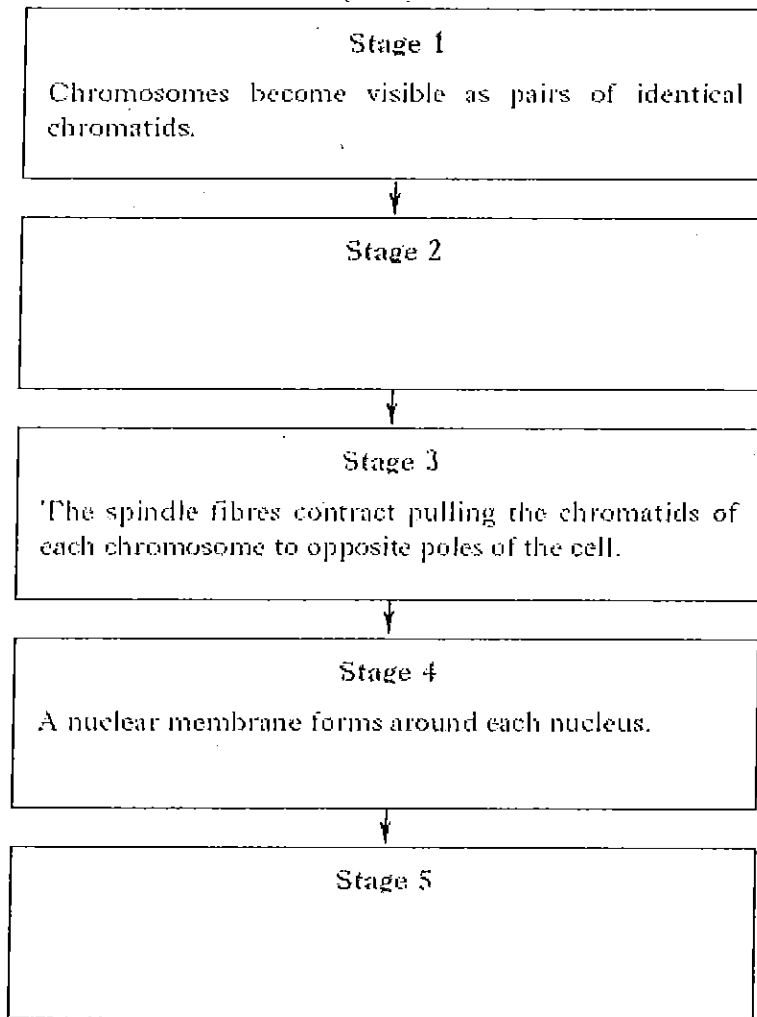 Stage 1
Chromosomes become visible as pairs of identical
chromatids.
Stage 2
Stage 3
The spindle fibres contract pulling the chromatids of
each chromosome to opposite poles of the cell.
Stage 4
A nuclear membrane forms around each nucleus.
Stage 5